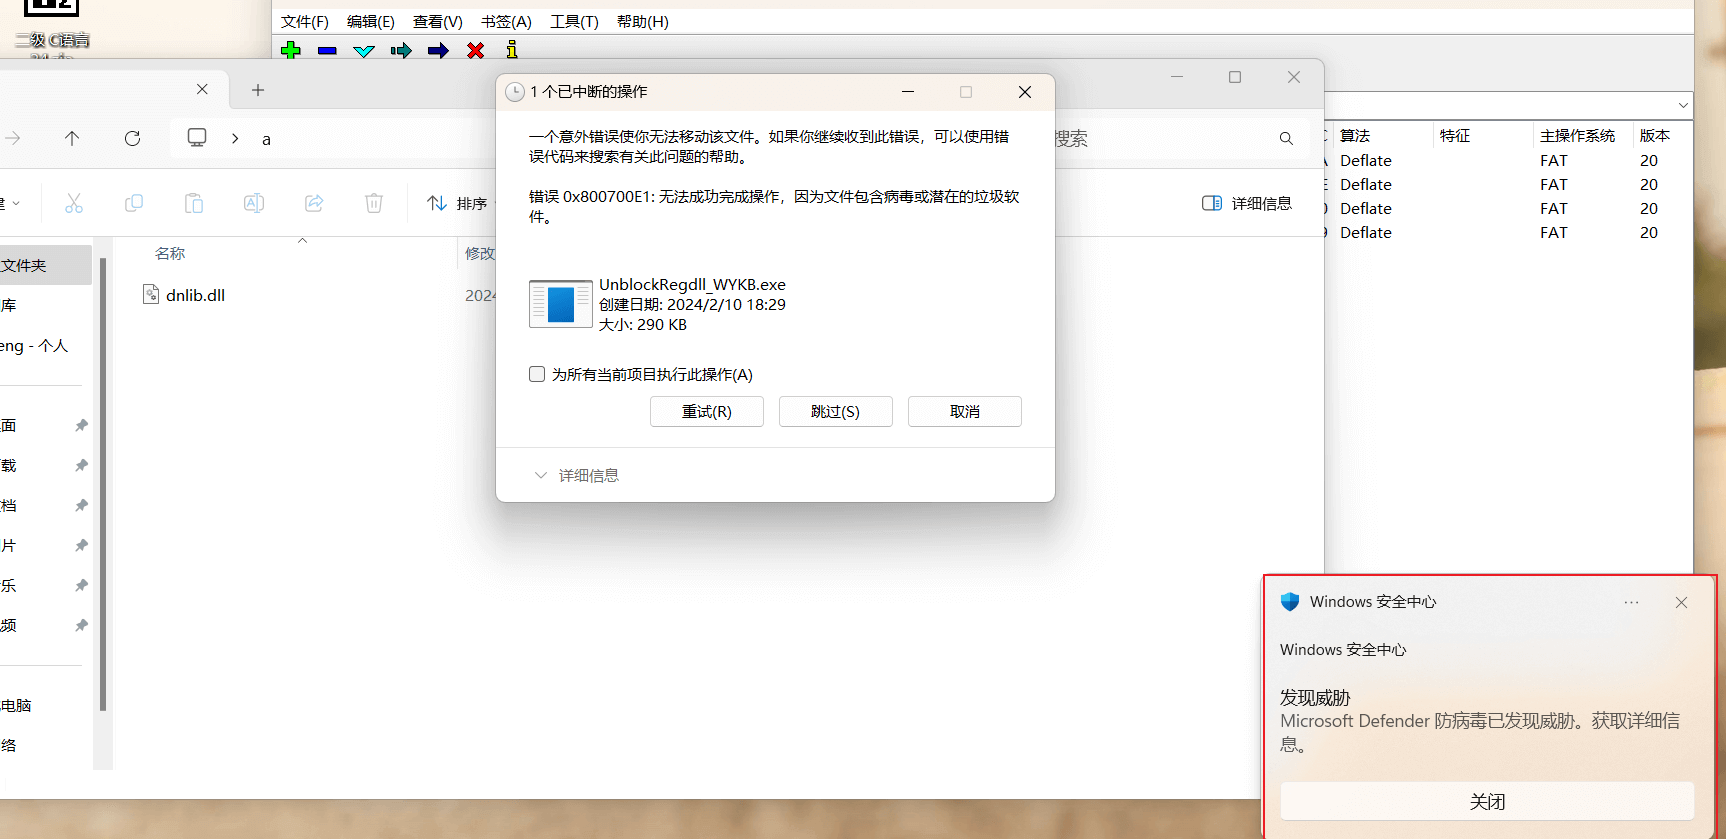 二级 C语言
文件(F) 编辑(E) 查看(V) 书签(A) 工具(T) 帮助(H)
1 个已中断的操作
a
搜索
一个意外错误使你无法移动该文件。如果你继续收到此错误，可以使用错
误代码来搜索有关此问题的帮助。
错误 0x800700E1: 无法成功完成操作，因为文件包含病毒或潜在的垃圾软
件。
UnblockRegdll_WYKB.exe
创建日期: 2024/2/10 18:29
大小: 290 KB
为所有当前项目执行此操作(A)
重试(R) 跳过(S) 取消
详细信息
排序
详细信息
名称 修改
dnlib.dll 2024
文件夹
库
eng - 个人
面
载
档
片
乐
频
电脑
络
算法 特征 主操作系统 版本
Deflate FAT 20
Deflate FAT 20
Deflate FAT 20
Deflate FAT 20
Windows 安全中心
Windows 安全中心
发现威胁
Microsoft Defender 防病毒已发现威胁。获取详细信
息。
关闭